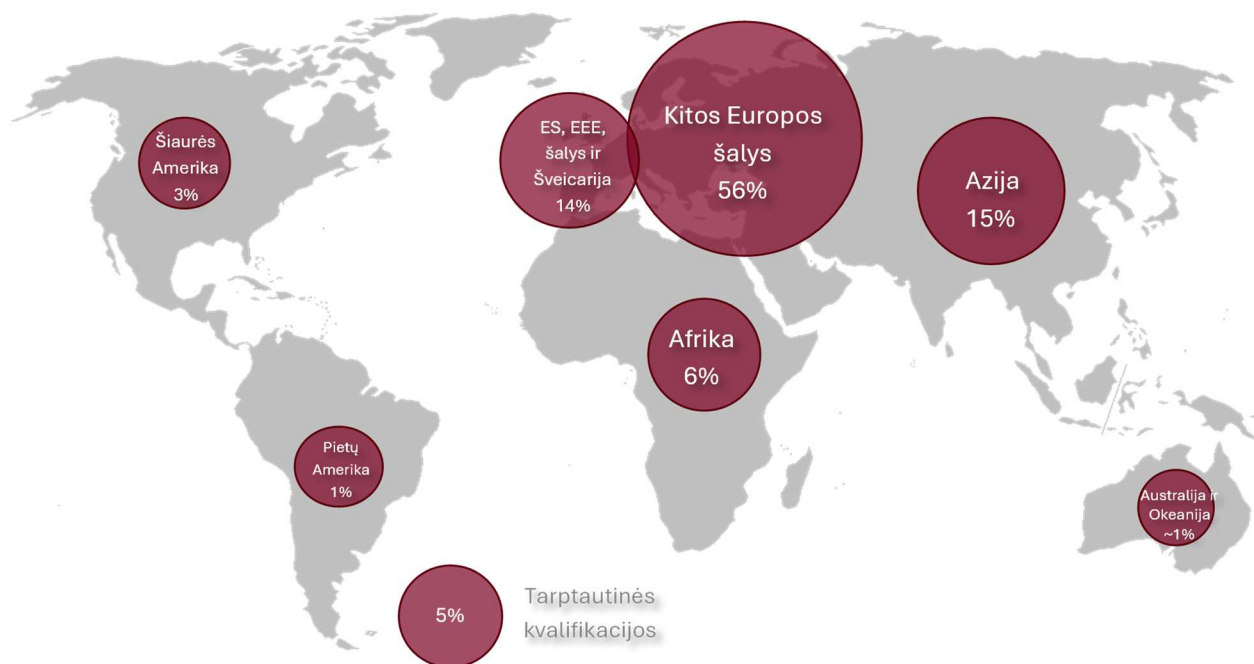 Šiaurės
Amerika
3%
ES, EEE,
šalys ir
Šveicarija
14%
Kitos Europos
šalys
56%
Azija
15%
Afrika
6%
Pietų
Amerika
1%
Australija ir
Okeanija
~1%
5%
Tarptautinės
kvalifikacijos